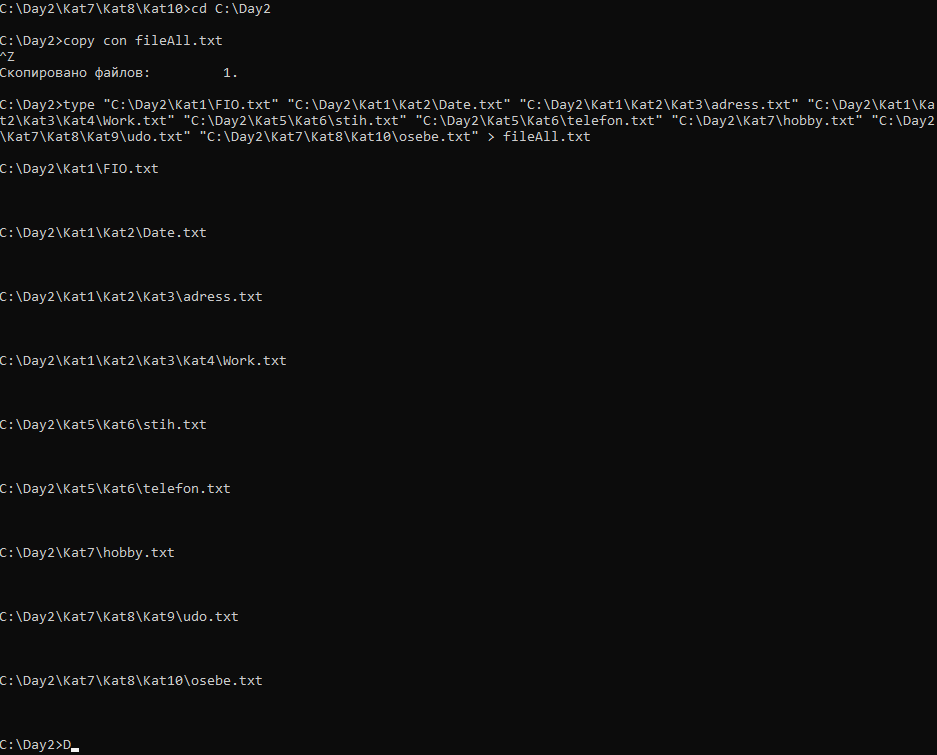 C:\Day2\Kat7\Kat8\Kat10>cd C:\Day2
C:\Day2>copy con fileAll.txt
^Z
Скопировано файлов:         1.
C:\Day2>type "C:\Day2\Kat1\FIO.txt" "C:\Day2\Kat1\Kat2\Date.txt" "C:\Day2\Kat1\Kat2\Kat3\adress.txt" "C:\Day2\Kat1\Ka
t2\Kat3\Kat4\Work.txt" "C:\Day2\Kat5\Kat6\stih.txt" "C:\Day2\Kat5\Kat6\telefon.txt" "C:\Day2\Kat7\hobby.txt" "C:\Day2
\Kat7\Kat8\Kat9\udo.txt" "C:\Day2\Kat7\Kat8\Kat10\osebe.txt" > fileAll.txt
C:\Day2\Kat1\FIO.txt
C:\Day2\Kat1\Kat2\Date.txt
C:\Day2\Kat1\Kat2\Kat3\adress.txt
C:\Day2\Kat1\Kat2\Kat3\Kat4\Work.txt
C:\Day2\Kat5\Kat6\stih.txt
C:\Day2\Kat5\Kat6\telefon.txt
C:\Day2\Kat7\hobby.txt
C:\Day2\Kat7\Kat8\Kat9\udo.txt
C:\Day2\Kat7\Kat8\Kat10\osebe.txt
C:\Day2>D